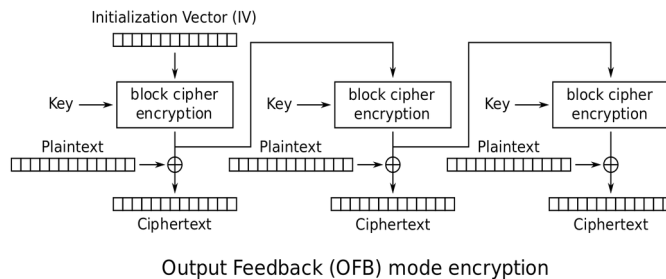 Initialization Vector (IV)
Key
block cipher
encryption
Key
block cipher
encryption
Key
block cipher
encryption
Plaintext
Plaintext
Plaintext
Ciphertext
Ciphertext
Ciphertext
Output Feedback (OFB) mode encryption